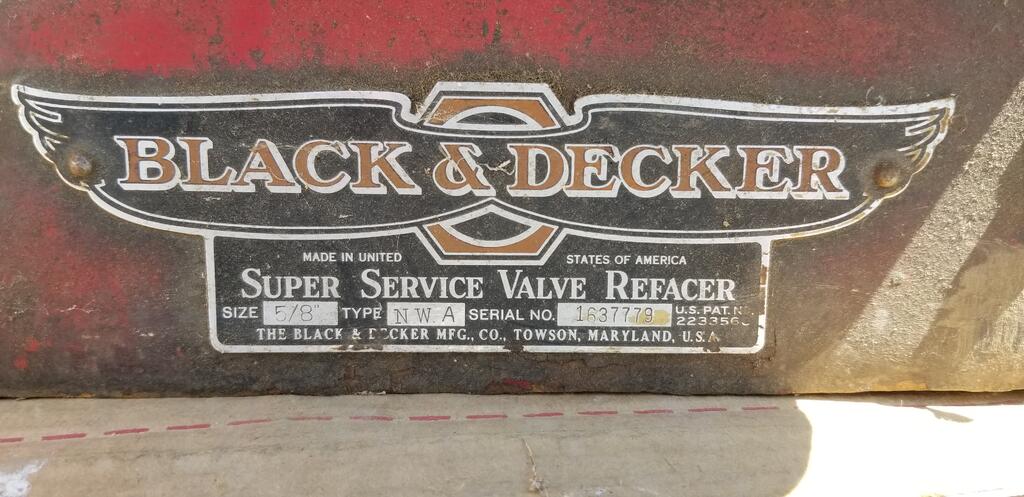 BLACK & DECKER
MADE IN UNITED STATES OF AMERICA
SUPER SERVICE VALVE REFACER
SIZE 5/8" TYPE NWA SERIAL NO. 1637779 U.S. PAT.
THE BLACK & DECKER MFG., CO., TOWSON, MARYLAND, U.S.A